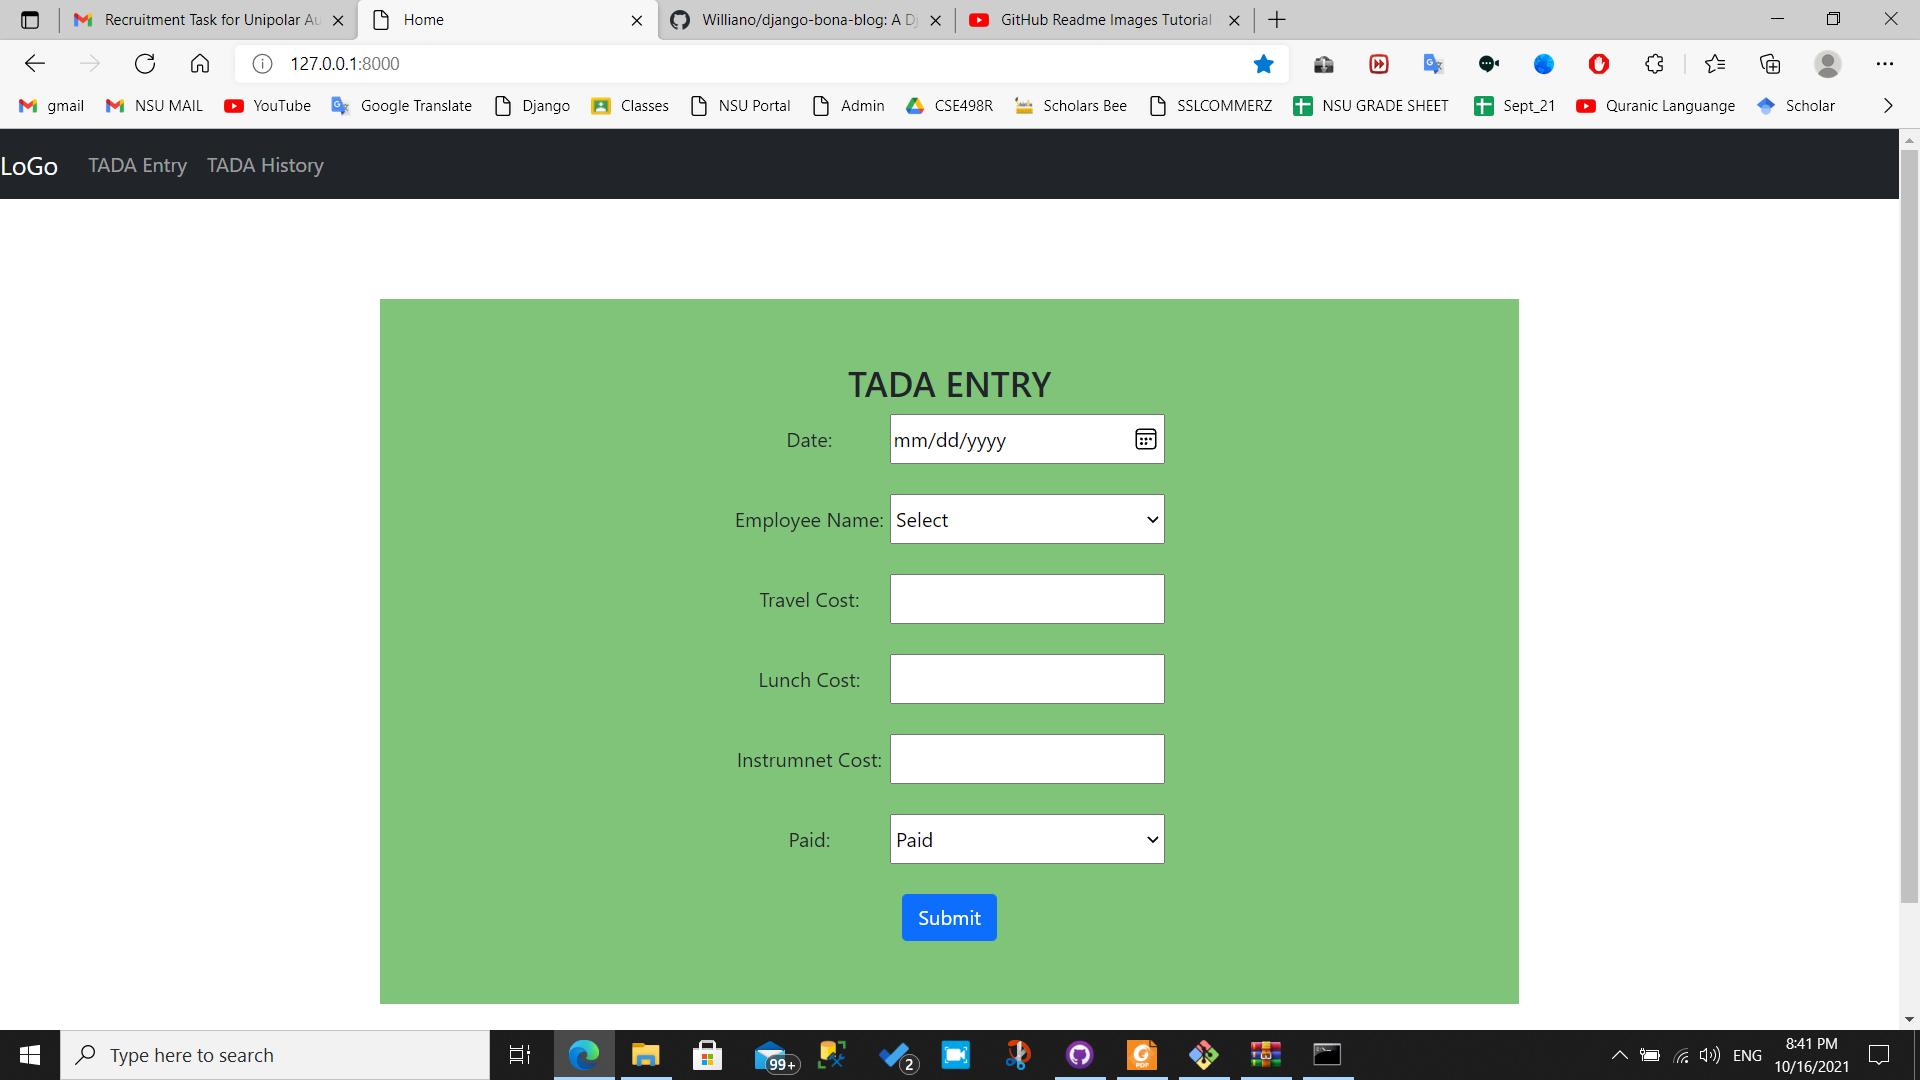 Recruitment Task for Unipolar Au
Home
Williano/django-bona-blog: A Dj
GitHub Readme Images Tutorial
127.0.0.1:8000
gmail NSU MAIL YouTube Google Translate Django Classes NSU Portal Admin CSE498R Scholars Bee SSLCOMMERZ NSU GRADE SHEET Sept_21 Quranic Languange Scholar
LoGo TADA Entry TADA History
TADA ENTRY
Date: mm/dd/yyyy
Employee Name: Select
Travel Cost:
Lunch Cost:
Instrumnet Cost:
Paid: Paid
Submit
Type here to search
99+
2
ENG
8:41 PM
10/16/2021